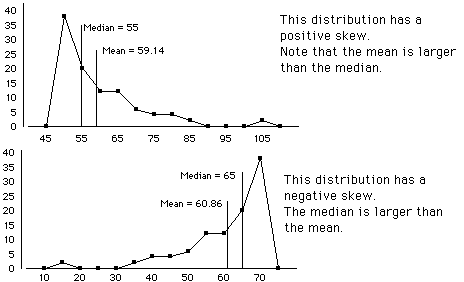 40
35
30
25
20
15
10
5
0
Median = 55
Mean = 59.14
45 55 65 75 85 95 105
This distribution has a
positive skew.
Note that the mean is larger
than the median.
40
35
30
25
20
15
10
5
0
Median = 65
Mean = 60.86
10 20 30 40 50 60 70
This distribution has a
negative skew.
The median is larger than
the mean.